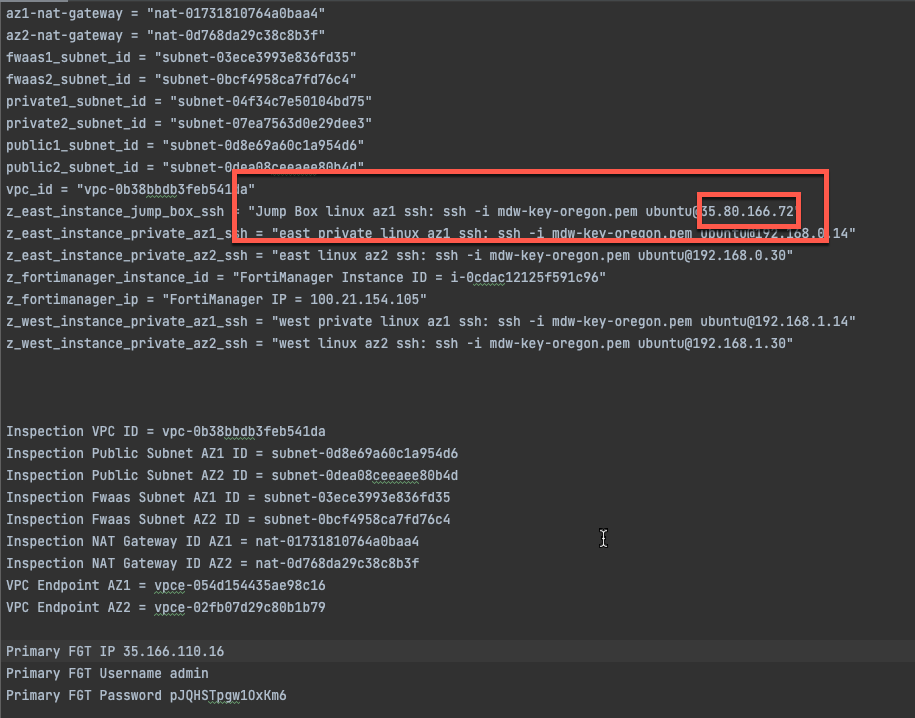 az1-nat-gateway = "nat-01731810764a0baa4"
az2-nat-gateway = "nat-0d768da29c38c8b3f"
fwaas1_subnet_id = "subnet-03ece3993e836fd35"
fwaas2_subnet_id = "subnet-0bcf4958ca7fd76c4"
private1_subnet_id = "subnet-04f34c7e50104bd75"
private2_subnet_id = "subnet-07ea7563d0e29dee3"
public1_subnet_id = "subnet-0d8e69a60c1a954d6"
public2_subnet_id = "subnet-0dea08ceeaee80b4d"
vpc_id = "vpc-0b38bbdb3feb541da"
z_east_instance_jump_box_ssh = "Jump Box linux az1 ssh: ssh -i mdw-key-oregon.pem ubuntu@35.80.166.72"
z_east_instance_private_az1_ssh = "east private linux az1 ssh: ssh -i mdw-key-oregon.pem ubuntu@192.168.0.14"
z_east_instance_private_az2_ssh = "east linux az2 ssh: ssh -i mdw-key-oregon.pem ubuntu@192.168.0.30"
z_fortimanager_instance_id = "FortiManager Instance ID = i-0cdac12125f591c96"
z_fortimanager_ip = "FortiManager IP = 100.21.154.105"
z_west_instance_private_az1_ssh = "west private linux az1 ssh: ssh -i mdw-key-oregon.pem ubuntu@192.168.1.14"
z_west_instance_private_az2_ssh = "west linux az2 ssh: ssh -i mdw-key-oregon.pem ubuntu@192.168.1.30"
Inspection VPC ID = vpc-0b38bbdb3feb541da
Inspection Public Subnet AZ1 ID = subnet-0d8e69a60c1a954d6
Inspection Public Subnet AZ2 ID = subnet-0dea08ceeaee80b4d
Inspection Fwaas Subnet AZ1 ID = subnet-03ece3993e836fd35
Inspection Fwaas Subnet AZ2 ID = subnet-0bcf4958ca7fd76c4
Inspection NAT Gateway ID AZ1 = nat-01731810764a0baa4
Inspection NAT Gateway ID AZ2 = nat-0d768da29c38c8b3f
VPC Endpoint AZ1 = vpce-054d154435ae98c16
VPC Endpoint AZ2 = vpce-02fb07d29c80b1b79
Primary FGT IP 35.166.110.16
Primary FGT Username admin
Primary FGT Password pJQHSTpgw1OxKm6